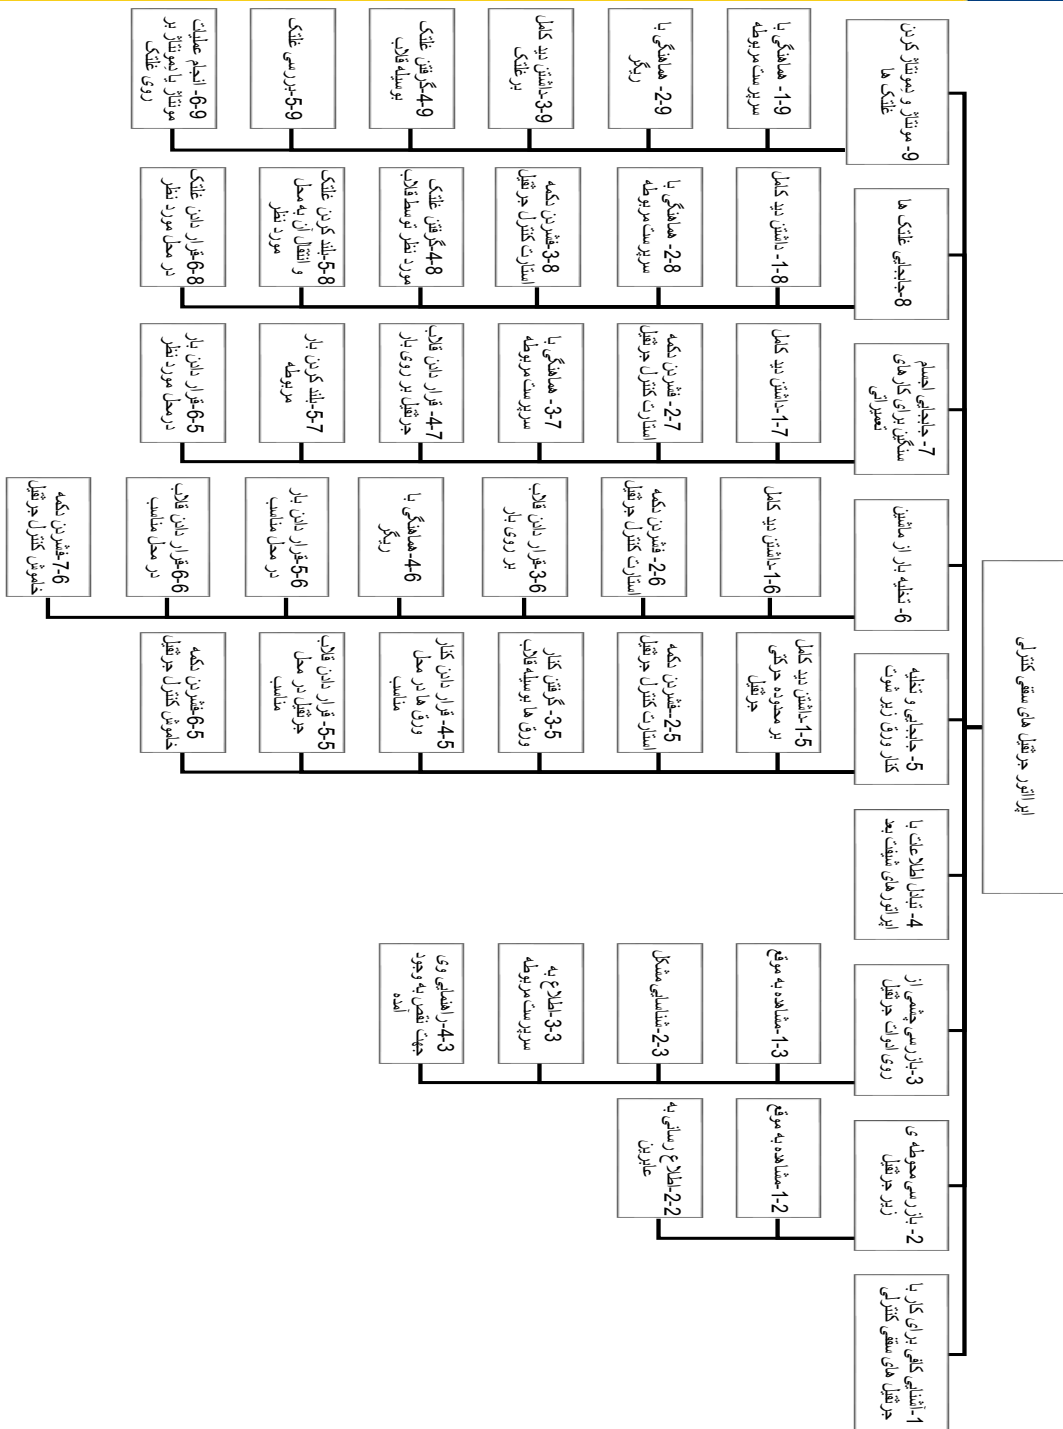 اپراتور جرثقیل های سقفی کنترلی
1-آشنایی کافی برای کار با
جرثقیل های سقفی کنترلی
2- بازرسی محوطه ی
زیر جرثقیل
1-2-مشاهده به موقع
2-2-اطلاع رسانی به
عابرین
3-بازرسی چشمی از
روی ادوات جرثقیل
1-3-مشاهده به موقع
2-3-شناسایی مشکل
3-3-اطلاع به
سرپرست مربوطه
4-3-راهنمایی وی
جهت نقص به وجود
آمده
4- تبادل اطلاعات با
اپراتورهای شیفت بعد
5- جابجایی و تخلیه
کنار ورق زیر شوت
1-5-داشتن دید کامل
بر محدوده حرکتی
جرثقیل
2-5--فشردن دکمه
استارت کنترل جرثقیل
3-5- گرفتن کنار
ورق ها بوسیله قلاب
4-5- قرار دادن کنار
ورق ها در محل
مناسب
5-5- قرار دادن قلاب
جرثقیل در محل
مناسب
6-5-فشردن دکمه
خاموش کنترل جرثقیل
6- تخلیه بار از ماشین
1-6-داشتن دید کامل
2-6- فشردن دکمه
استارت کنترل جرثقیل
3-6-قرار دادن قلاب
بر روی بار
4-6-هماهنگی با
ریگر
5-6-قرار دادن بار
در محل مناسب
6-6-قرار دادن قلاب
در محل مناسب
7-6-فشردن دکمه
خاموش کنترل جرثقیل
7- جابجایی اجسام
سنگین برای کارهای
تعمیراتی
1-7-داشتن دید کامل
2-7- فشردن دکمه
استارت کنترل جرثقیل
3-7- هماهنگی با
سرپرست مربوطه
4-7- قرار دادن قلاب
جرثقیل بر روی بار
5-7-بلند کردن بار
مربوطه
6-5-قرار دادن بار
درمحل مورد نظر
8-جابجایی غلتک ها
1-8- داشتن دید کامل
2-8- هماهنگی با
سرپرست مربوطه
3-8-فشردن دکمه
استارت کنترل جرثقیل
4-8-گرفتن غلتک
مورد نظر توسط قلاب
5-8-بلند کردن غلتک
و انتقال آن به محل
مورد نظر
6-8-قرار دادن غلتک
در محل مورد نظر
9- مونتاژ و دمونتاژ کردن
غلتک ها
1-9- هماهنگی با
سرپرست مربوطه
2-9- هماهنگی با
ریگر
3-9-داشتن دید کامل
بر غلتک
4-9-گرفتن غلتک
بوسیله قلاب
5-9-بررسی غلتک
6-9- انجام عملیات
مونتاژ یا دمونتاژ بر
روی غلتک